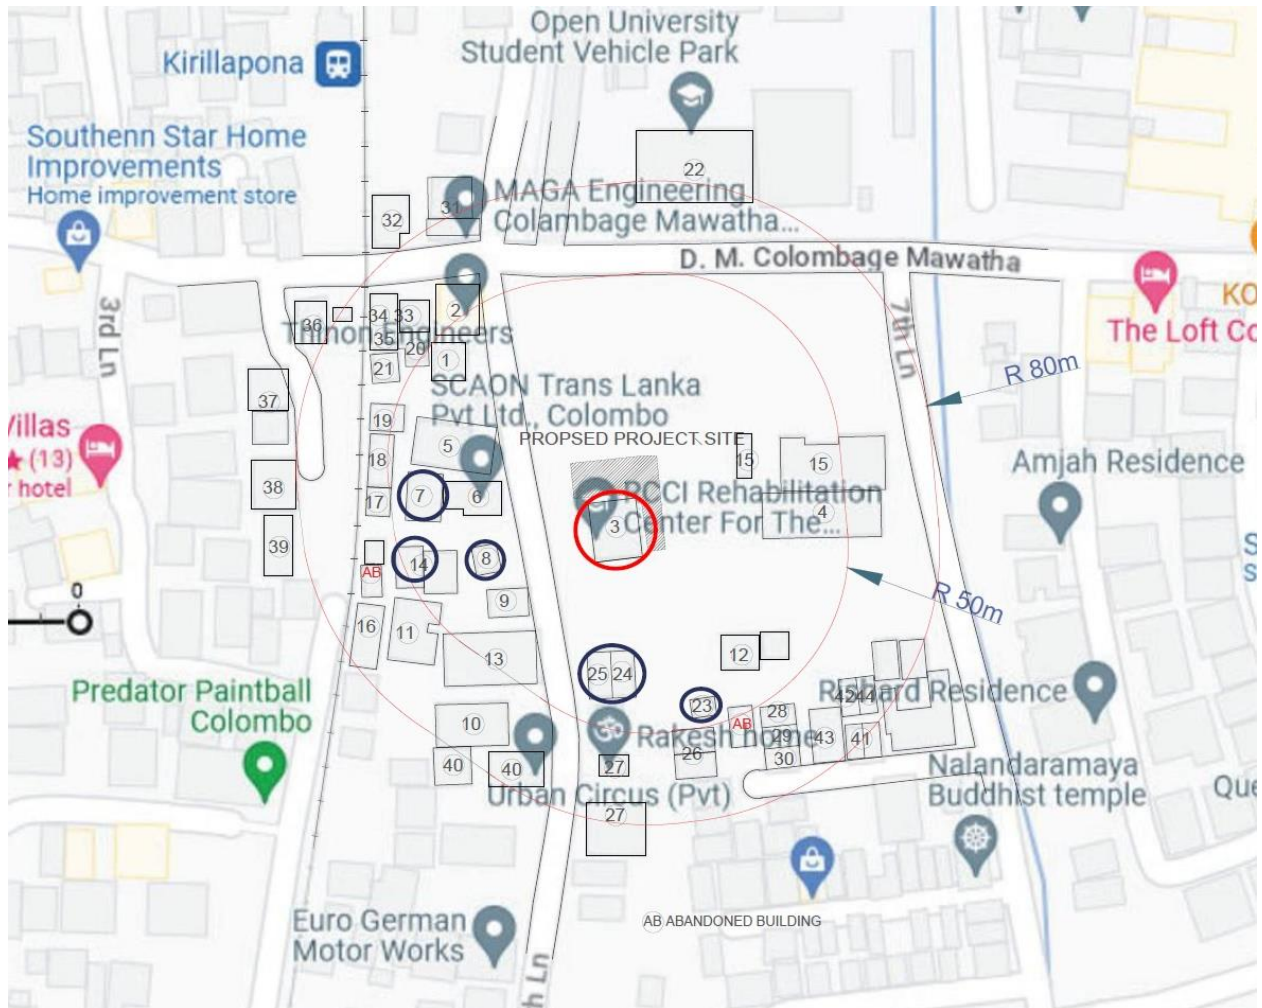 Open University
Student Vehicle Park
Kirillapona
Southenn Star Home
Improvements
Home improvement store
22
MAGA Engineering
Colambage Mawatha...
31
32
D. M. Colombage Mawatha
KO
The Loft Co
3rd Ln
7th Ln
36
34
33
2
Thinon Engineers
35
20
1
21
R 80m
SCAON Trans Lanka
Pvt Ltd., Colombo
37
19
5
PROPSED PROJECT SITE
Villas
(13)
r hotel
18
15
15
Amjah Residence
38
17
7
6
RCCI Rehabilitation
Center For The...
3
4
39
14
8
AB
S
s
0
9
R 50m
16
11
13
12
25
24
Predator Paintball
Colombo
23
42
44
Richard Residence
10
AB
28
29
30
43
41
Rakesh home
26
40
40
27
Urban Circus (Pvt)
27
Nalandaramaya
Buddhist temple
Que
AB ABANDONED BUILDING
Euro German
Motor Works
h Ln